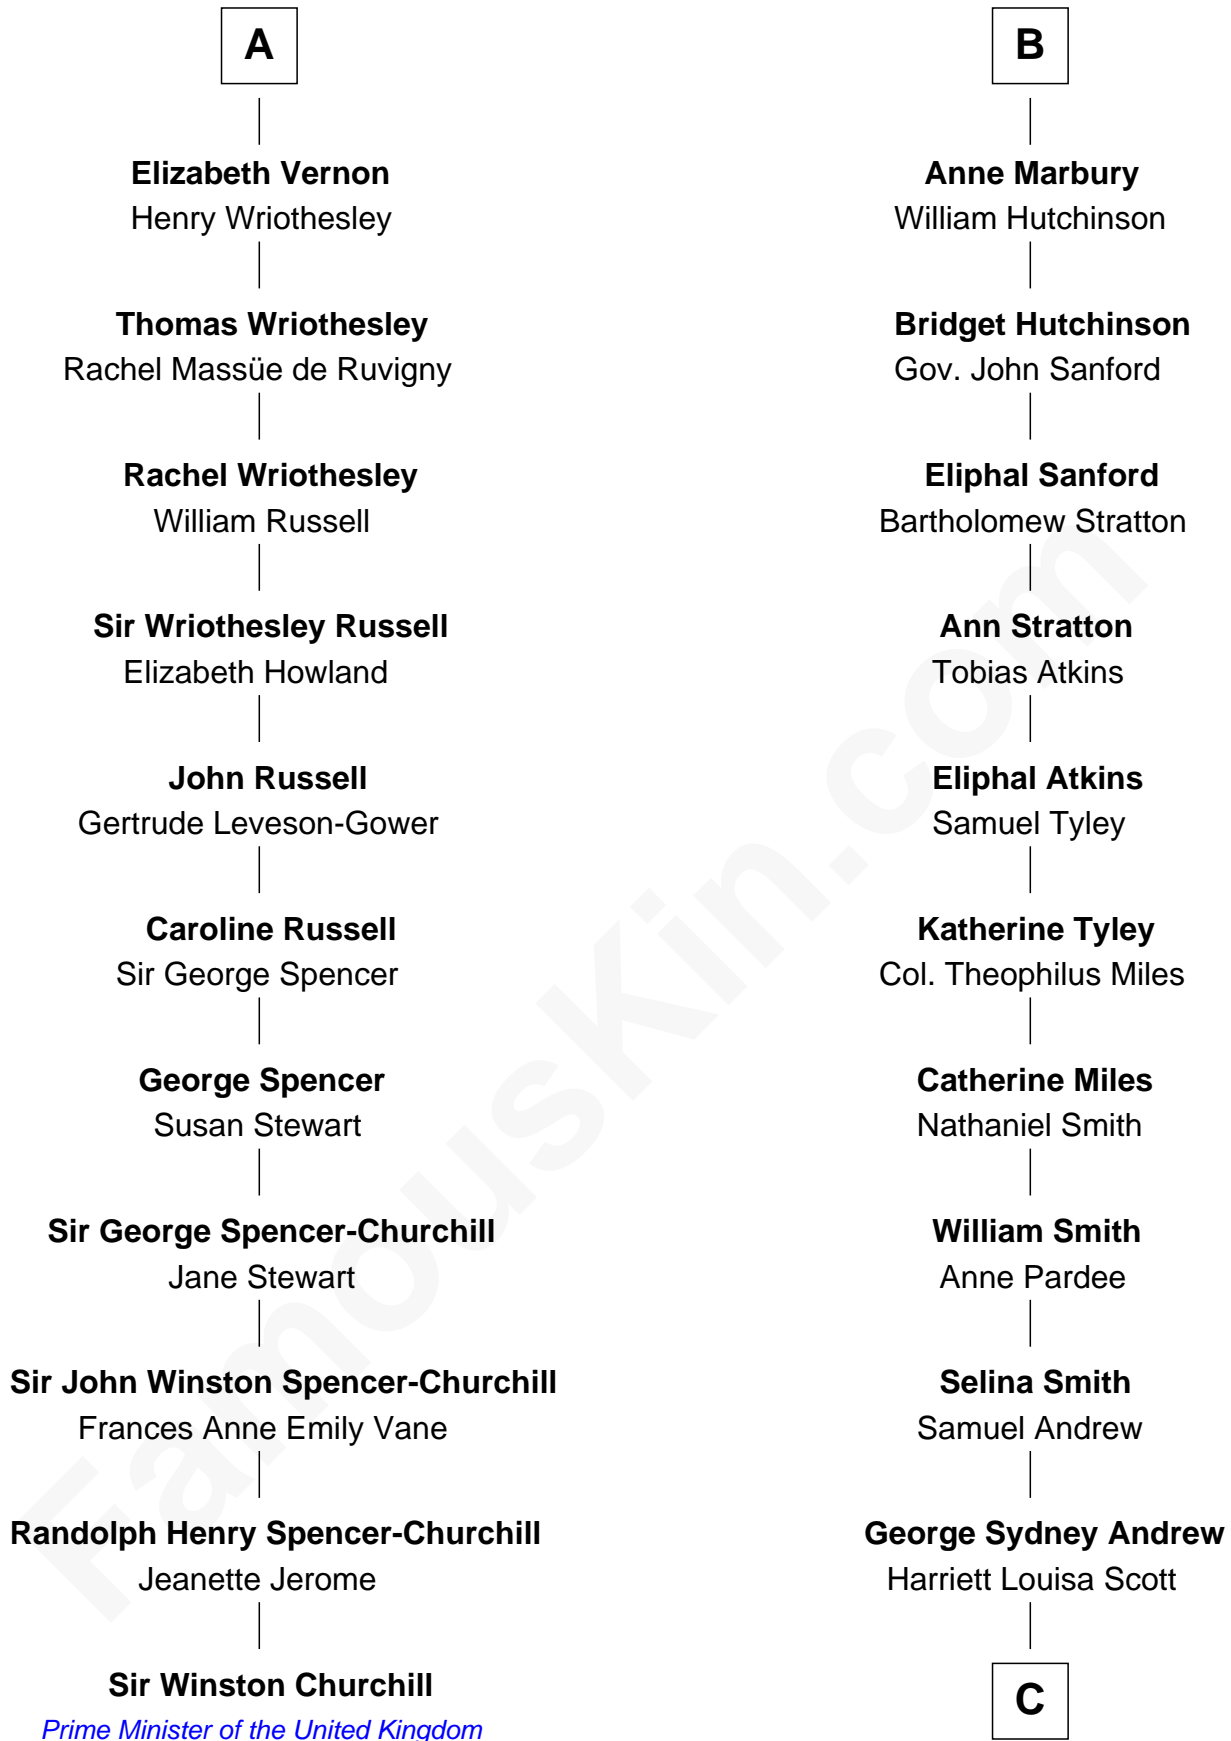 A
Elizabeth Vernon
Henry Wriothesley
Thomas Wriothesley
Rachel Massüe de Ruvigny
Rachel Wriothesley
William Russell
Sir Wriothesley Russell
Elizabeth Howland
John Russell
Gertrude Leveson-Gower
Caroline Russell
Sir George Spencer
George Spencer
Susan Stewart
Sir George Spencer-Churchill
Jane Stewart
Sir John Winston Spencer-Churchill
Frances Anne Emily Vane
Randolph Henry Spencer-Churchill
Jeanette Jerome
Sir Winston Churchill
Prime Minister of the United Kingdom
B
Anne Marbury
William Hutchinson
Bridget Hutchinson
Gov. John Sanford
Eliphal Sanford
Bartholomew Stratton
Ann Stratton
Tobias Atkins
Eliphal Atkins
Samuel Tyley
Katherine Tyley
Col. Theophilus Miles
Catherine Miles
Nathaniel Smith
William Smith
Anne Pardee
Selina Smith
Samuel Andrew
George Sydney Andrew
Harriett Louisa Scott
C
FamousKin.com